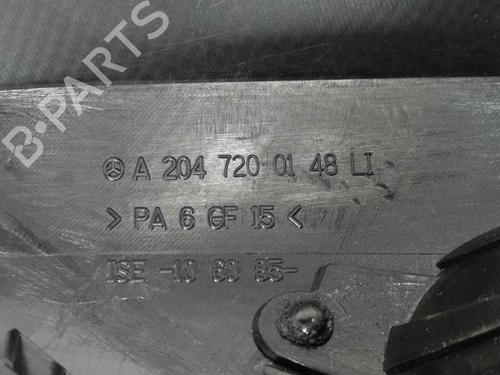 B-PARTS
A 204 720 01 48 LI
>PA 6 GF 15<
ISE -10 60 85-